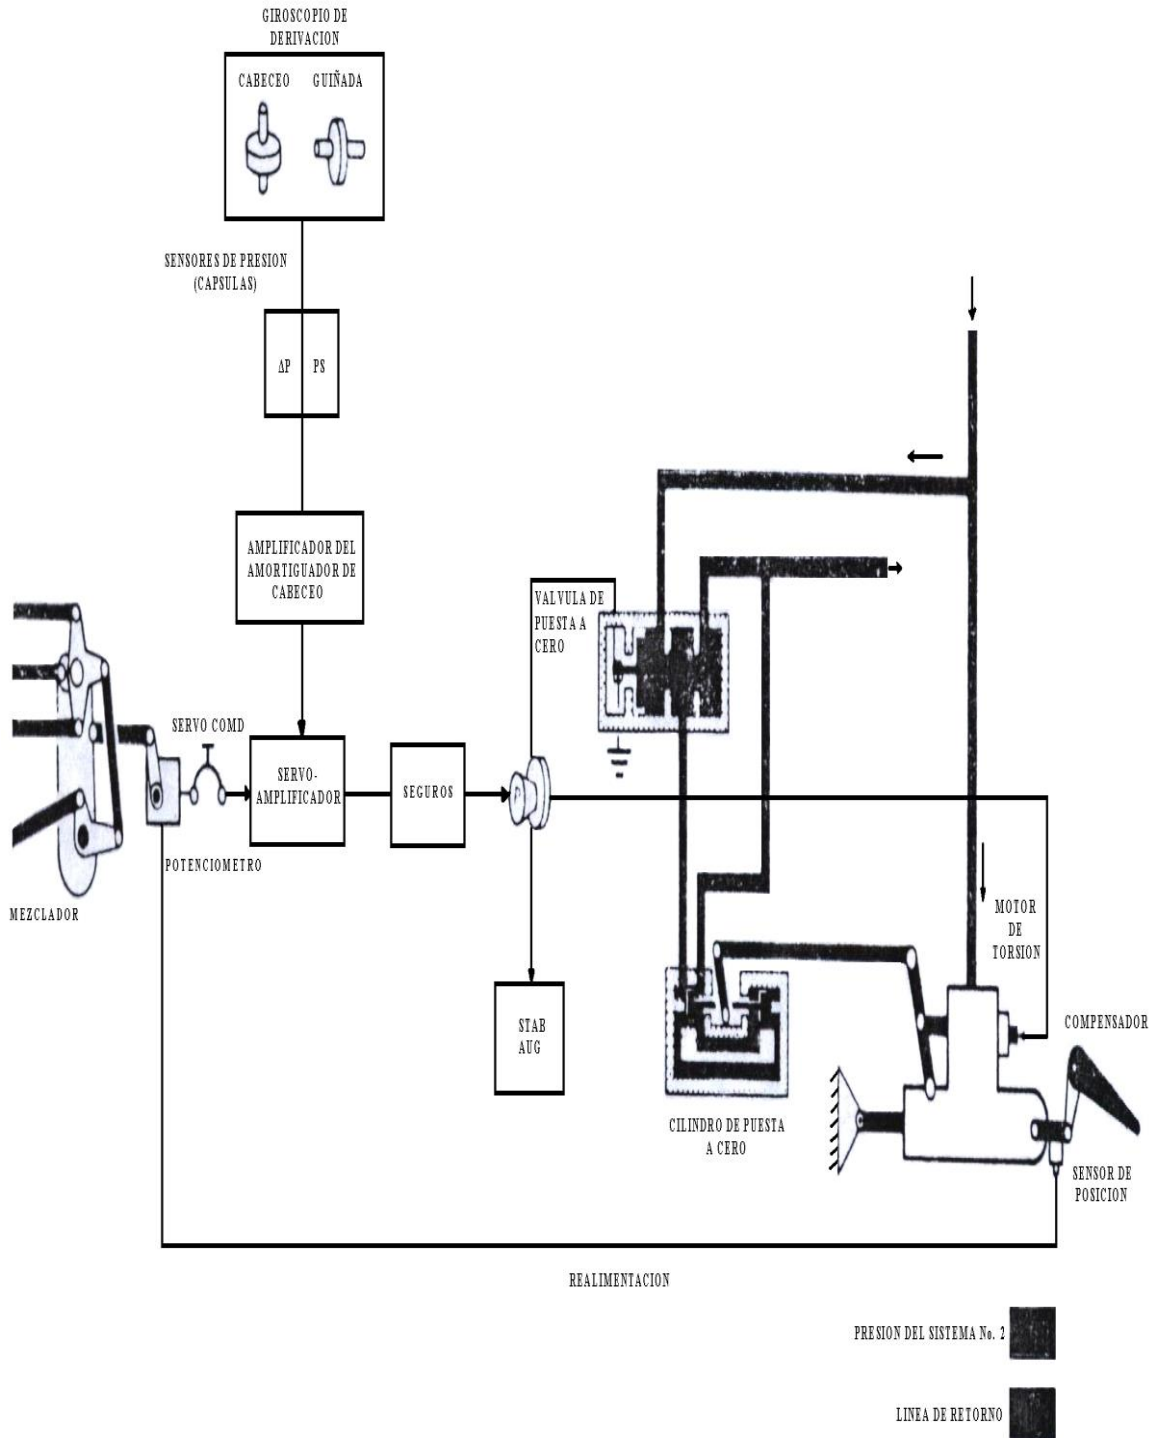 GIROSCOPIO DE
DERIVACION
CABECEO
GUIÑADA
SENSORES DE PRESION
(CAPSULAS)
ΔP
PS
AMPLIFICADOR DEL
AMORTIGUADOR DE
CABECEO
VALVULA DE
PUESTA A
CERO
SERVO COMD
SERVO-
AMPLIFICADOR
SEGUROS
POTENCIOMETRO
MEZCLADOR
MOTOR
DE
TORSION
STAB
AUG
COMPENSADOR
CILINDRO DE PUESTA
A CERO
SENSOR DE
POSICION
REALIMENTACION
PRESION DEL SISTEMA No. 2
LINEA DE RETORNO